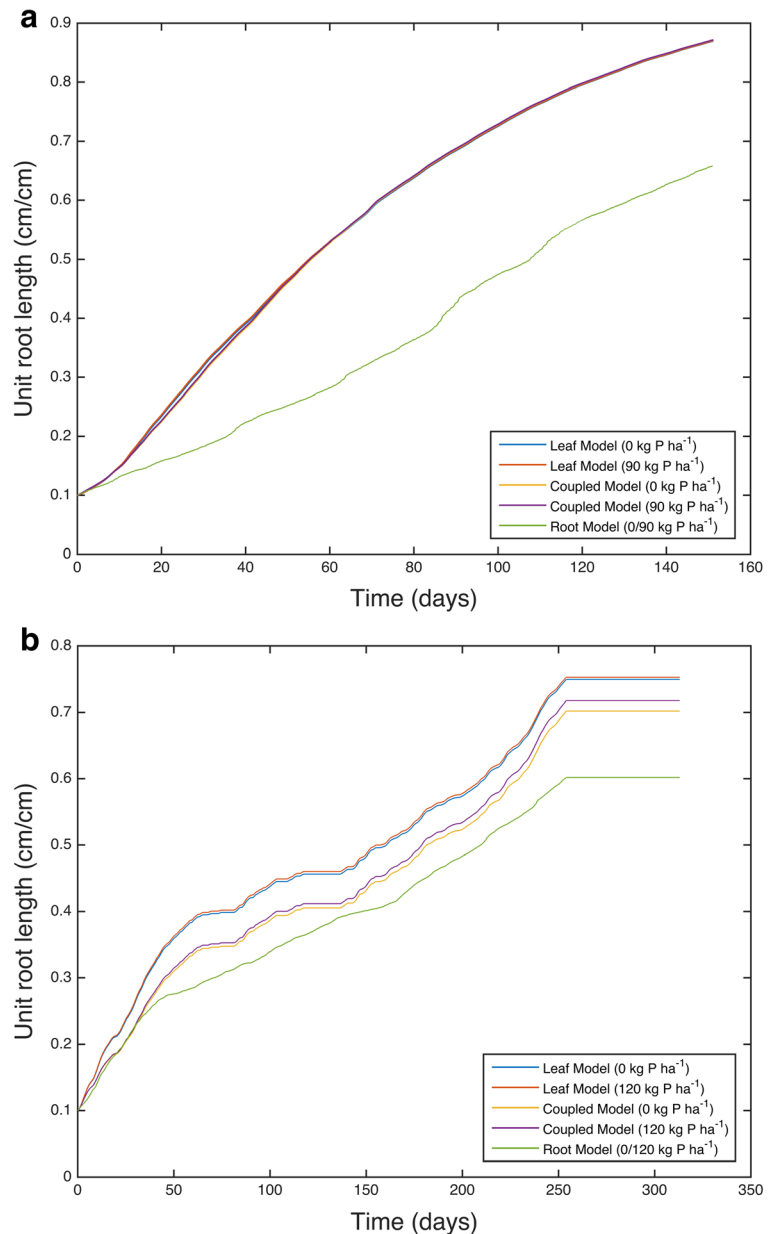 a
0.9
0.8
0.7
0.6
0.5
0.4
0.3
0.2
0.1
0
Unit root length (cm/cm)
Leaf Model (0 kg P ha⁻¹)
Leaf Model (90 kg P ha⁻¹)
Coupled Model (0 kg P ha⁻¹)
Coupled Model (90 kg P ha⁻¹)
Root Model (0/90 kg P ha⁻¹)
0 20 40 60 80 100 120 140 160
Time (days)
b
0.8
0.7
0.6
0.5
0.4
0.3
0.2
0.1
0
Unit root length (cm/cm)
Leaf Model (0 kg P ha⁻¹)
Leaf Model (120 kg P ha⁻¹)
Coupled Model (0 kg P ha⁻¹)
Coupled Model (120 kg P ha⁻¹)
Root Model (0/120 kg P ha⁻¹)
0 50 100 150 200 250 300 350
Time (days)